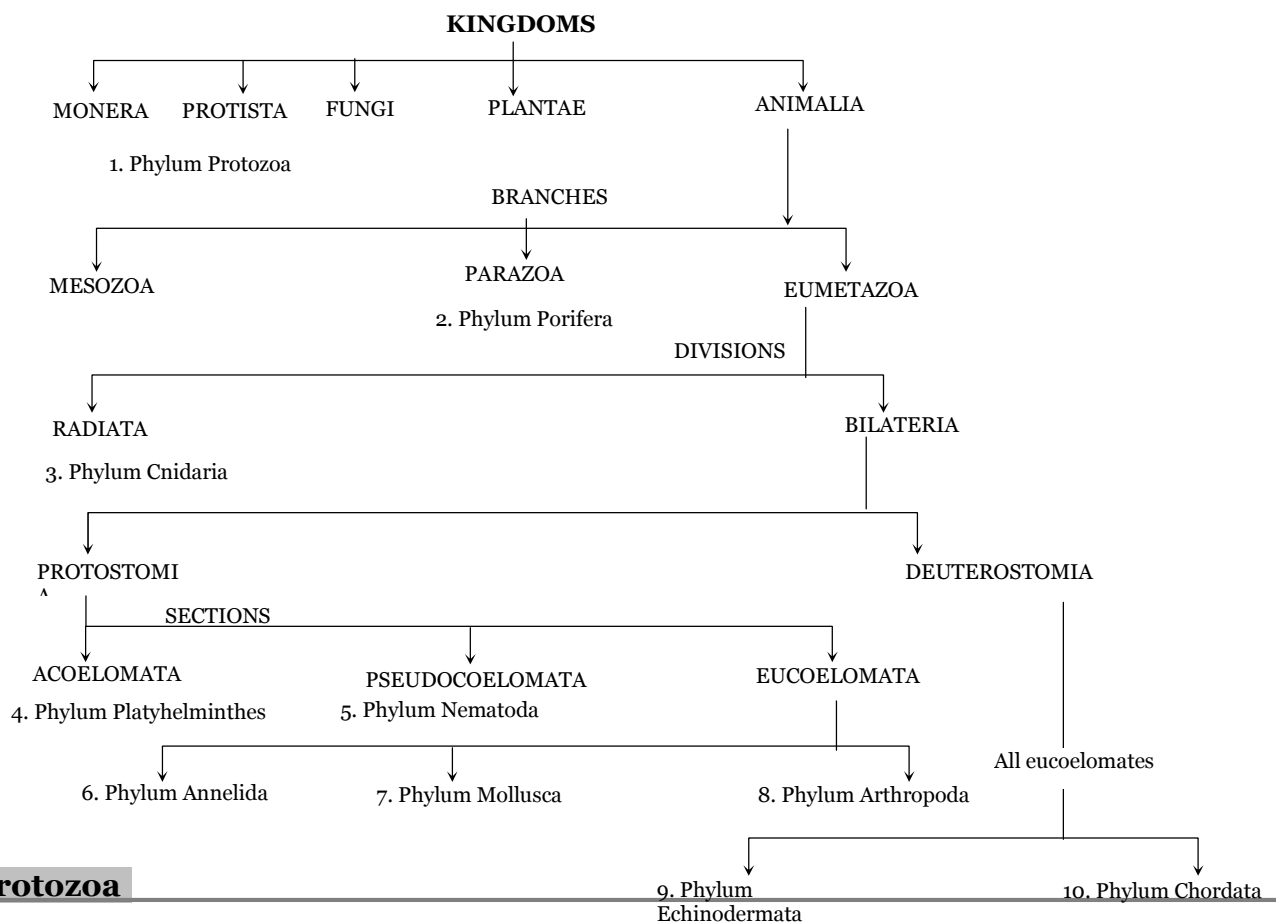 KINGDOMS
MONERA PROTISTA FUNGI PLANTAE ANIMALIA
1. Phylum Protozoa
BRANCHES
MESOZOA PARAZOA EUMETAZOA
2. Phylum Porifera
DIVISIONS
RADIATA BILATERIA
3. Phylum Cnidaria
PROTOSTOMI DEUTEROSTOMIA
A
SECTIONS
ACOELOMATA PSEUDOCOELOMATA EUCOELOMATA
4. Phylum Platyhelminthes 5. Phylum Nematoda
All eucoelomates
6. Phylum Annelida 7. Phylum Mollusca 8. Phylum Arthropoda
rotozoa
9. Phylum 10. Phylum Chordata
Echinodermata